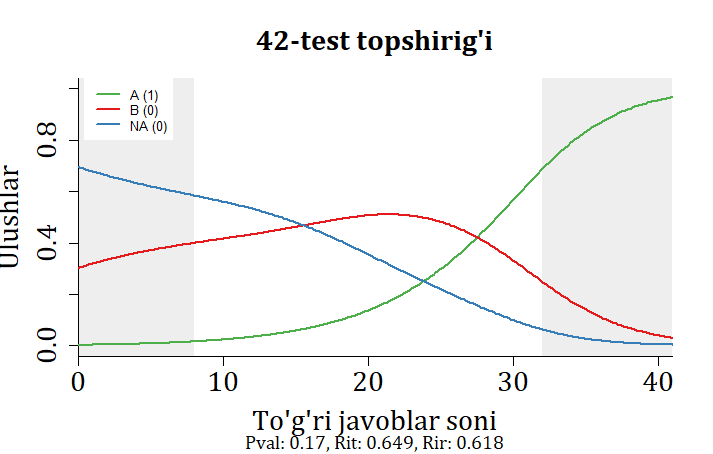 42-test topshirig'i
A (1)
B (0)
NA (0)
Ulushlar
0.8
0.4
0.0
0 10 20 30 40
To'g'ri javoblar soni
Pval: 0.17, Rit: 0.649, Rir: 0.618